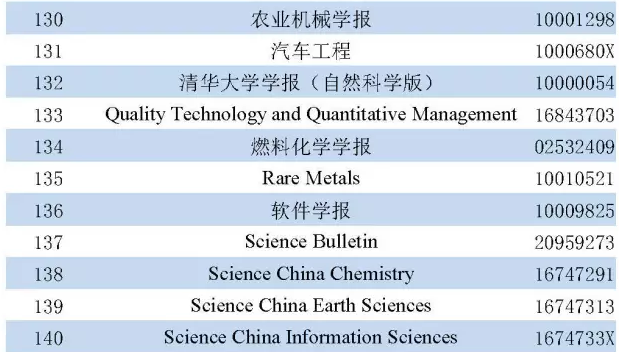 130 农业机械学报 10001298
131 汽车工程 1000680X
132 清华大学学报（自然科学版） 10000054
133 Quality Technology and Quantitative Management 16843703
134 燃料化学学报 02532409
135 Rare Metals 10010521
136 软件学报 10009825
137 Science Bulletin 20959273
138 Science China Chemistry 16747291
139 Science China Earth Sciences 16747313
140 Science China Information Sciences 1674733X